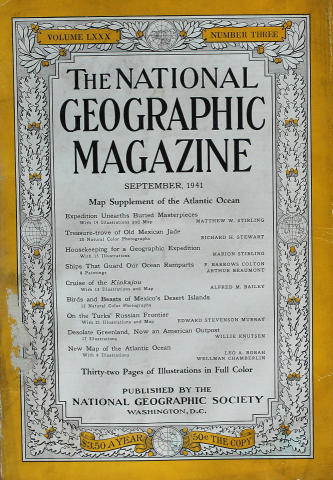 VOLUME LXXX
NUMBER THREE
THE NATIONAL
GEOGRAPHIC
MAGAZINE
SEPTEMBER, 1941
Map Supplement of the Atlantic Ocean
Expedition Unearths Buried Masterpieces
With 14 Illustrations and Map MATTHEW W. STIRLING
Treasure-trove of Old Mexican Jade
20 Natural Color Photographs RICHARD H. STEWART
Housekeeping for a Geographic Expedition
With 15 Illustrations MARION STIRLING
Ships That Guard Our Ocean Ramparts F. BARROWS COLTON
8 Paintings ARTHUR BEAUMONT
Cruise of the Kinkajou
With 15 Illustrations and Map ALFRED M. BAILEY
Birds and Beasts of Mexico's Desert Islands
12 Natural Color Photographs
On the Turks' Russian Frontier
With 25 Illustrations and Map EDWARD STEVENSON MURRAY
Desolate Greenland, Now an American Outpost
17 Illustrations WILLIE KNUTSEN
New Map of the Atlantic Ocean LEO A. BORAH
With 8 Illustrations WELLMAN CHAMBERLIN
Thirty-two Pages of Illustrations in Full Color
PUBLISHED BY THE
NATIONAL GEOGRAPHIC SOCIETY
WASHINGTON, D.C.
$3.50 A YEAR
50¢ THE COPY